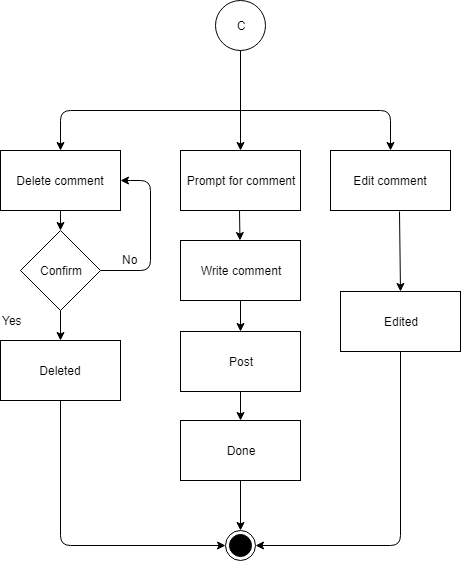 C
Delete comment
Prompt for comment
Edit comment
No
Confirm
Write comment
Yes
Edited
Deleted
Post
Done